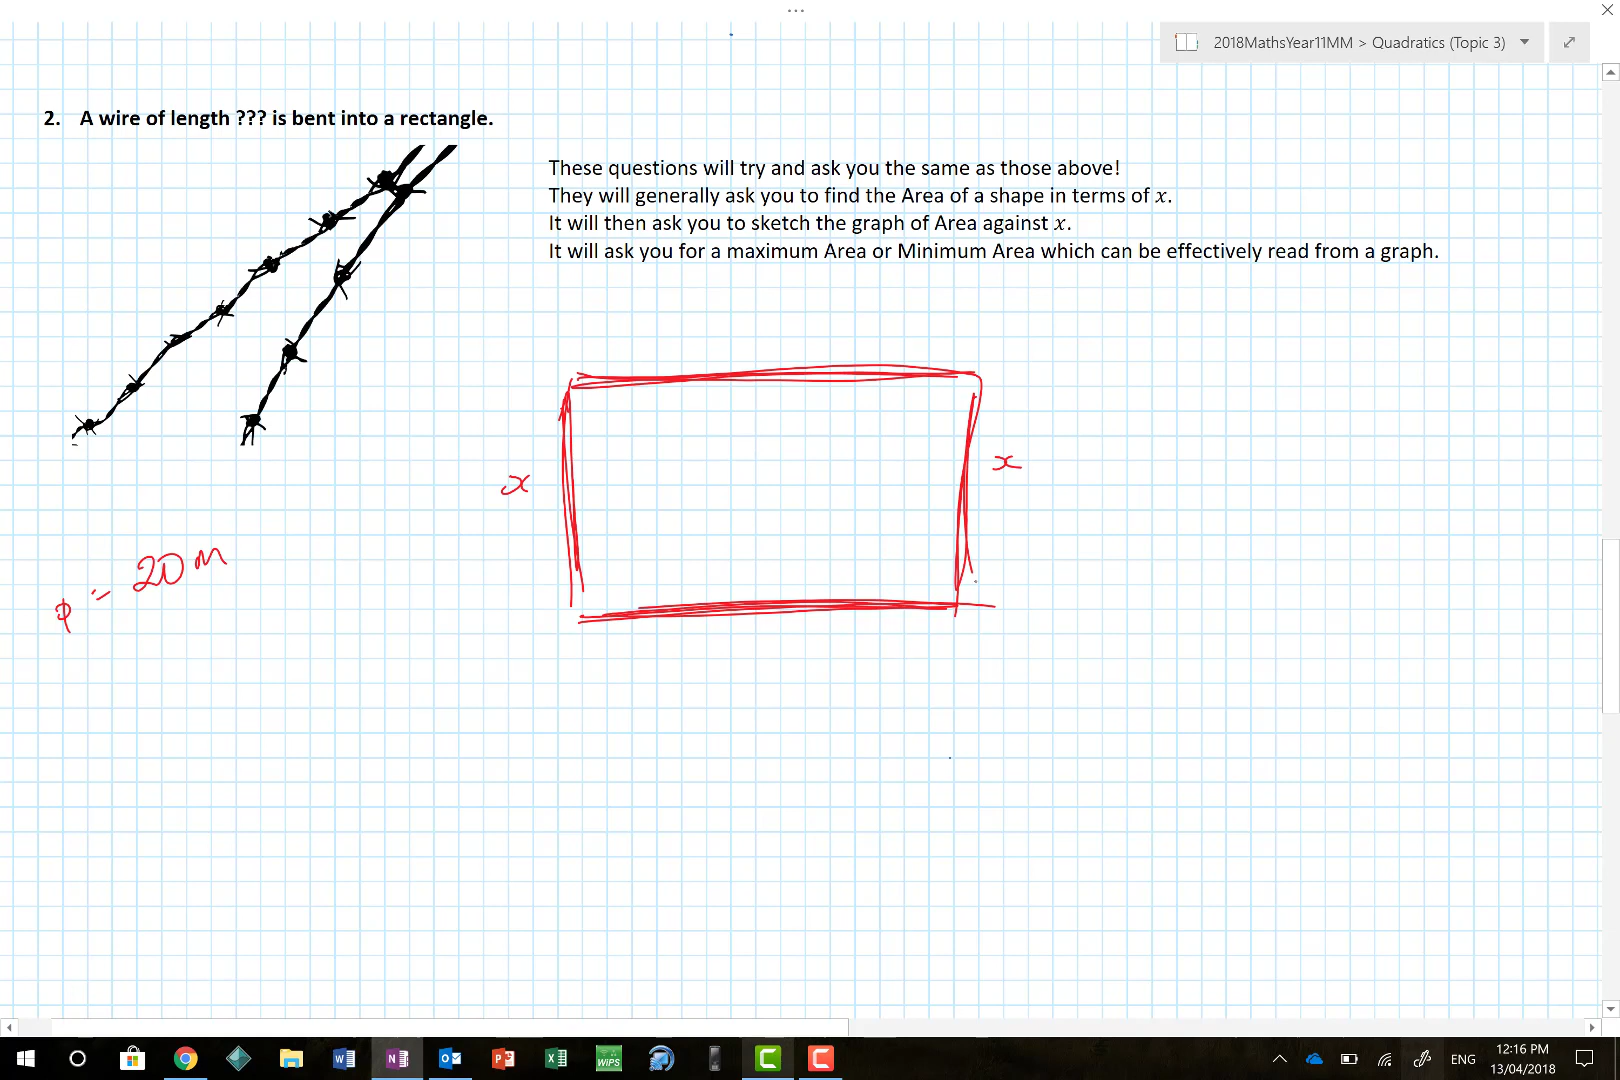 2018MathsYear11MM > Quadratics (Topic 3)
2. A wire of length ??? is bent into a rectangle.
These questions will try and ask you the same as those above!
They will generally ask you to find the Area of a shape in terms of x.
It will then ask you to sketch the graph of Area against x.
It will ask you for a maximum Area or Minimum Area which can be effectively read from a graph.
x
x
P = 20 m
WiPS
ENG
12:16 PM
13/04/2018